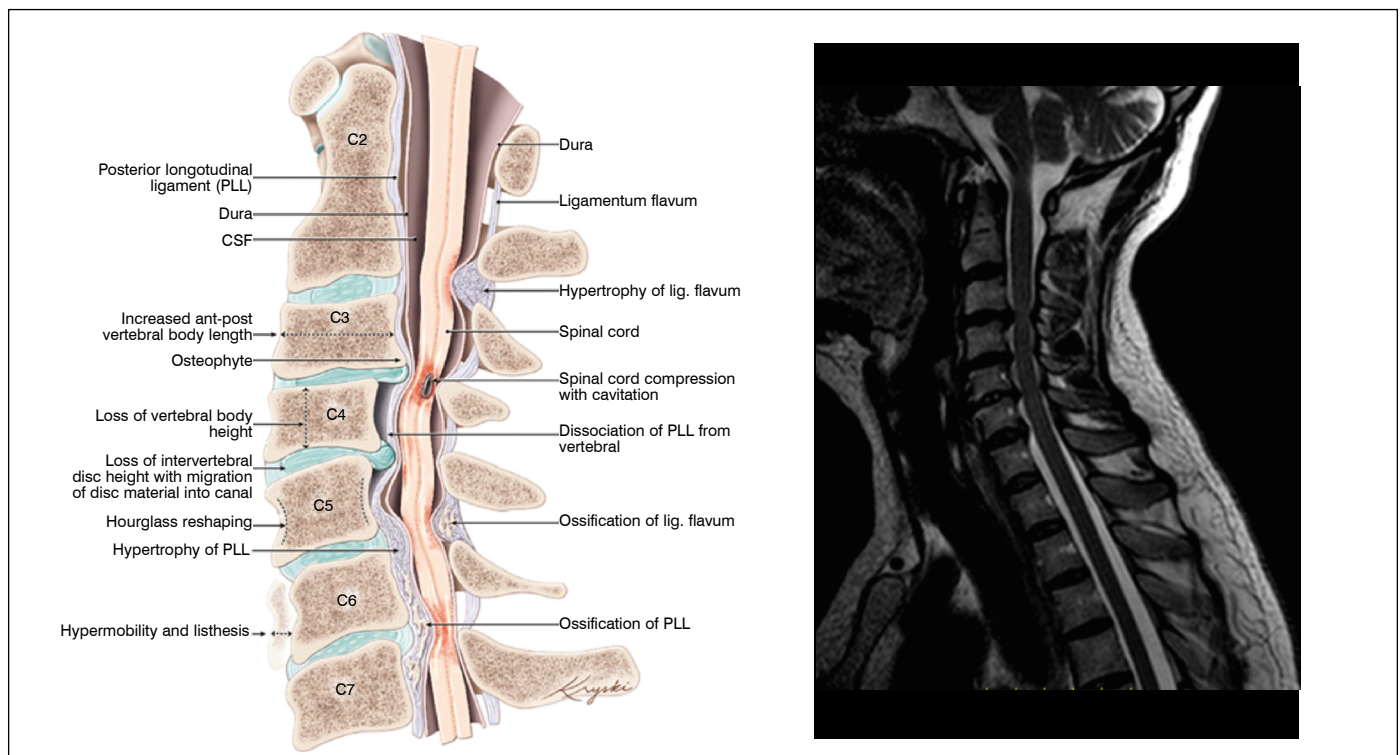 C2
Posterior longotudinal
ligament (PLL)
Dura
CSF
C3
Increased ant-post
vertebral body length
Osteophyte
C4
Loss of vertebral body
height
Loss of intervertebral
disc height with migration
of disc material into canal
C5
Hourglass reshaping
Hypertrophy of PLL
C6
Hypermobility and listhesis
C7
Dura
Ligamentum flavum
Hypertrophy of lig. flavum
Spinal cord
Spinal cord compression
with cavitation
Dissociation of PLL from
vertebral
Ossification of lig. flavum
Ossification of PLL
Kryski